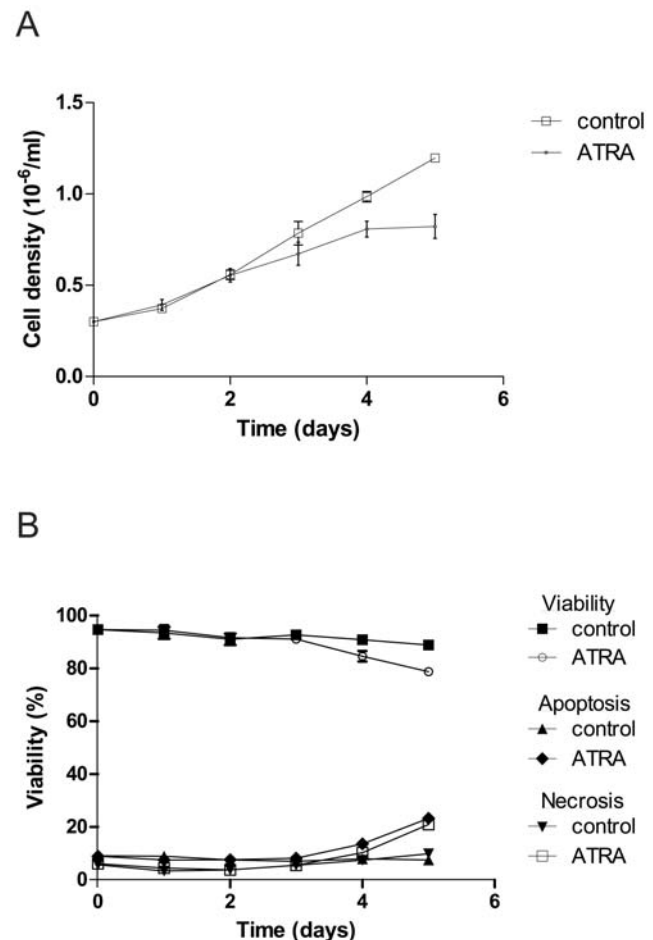 A
1.5
1.0
0.5
0.0
Cell density (10-6/ml)
0 2 4 6
Time (days)
control
ATRA
B
100
80
60
40
20
0
Viability (%)
0 2 4 6
Time (days)
Viability
control
ATRA
Apoptosis
control
ATRA
Necrosis
control
ATRA